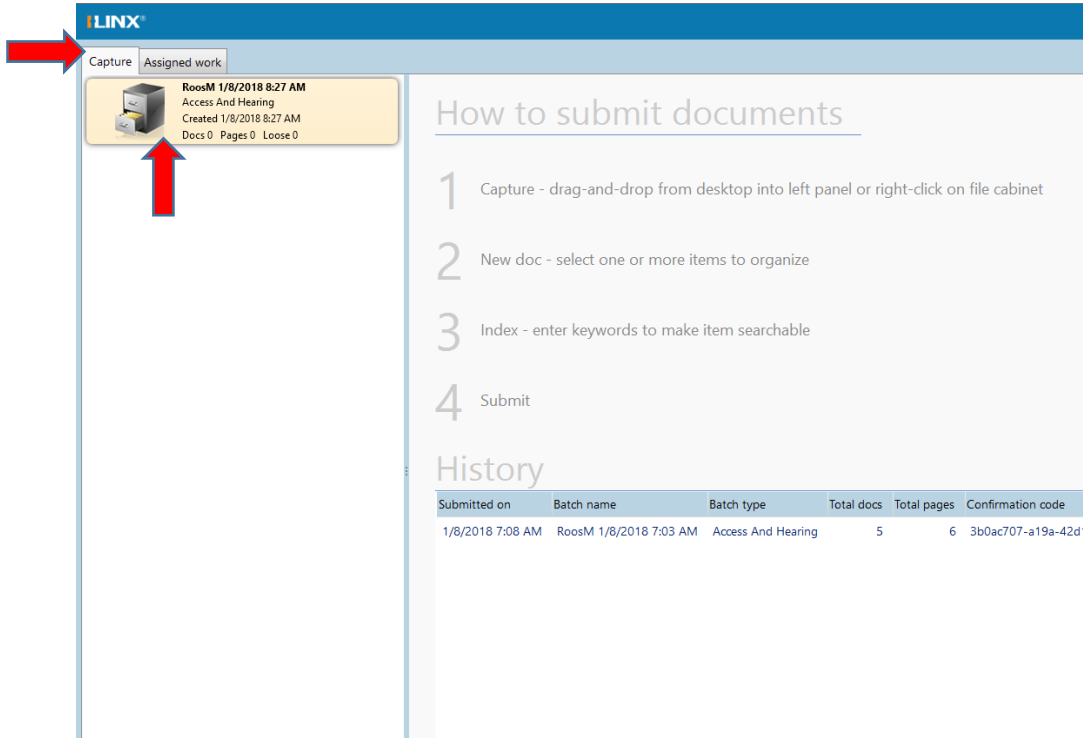 ILINX®
Capture Assigned work
RoosM 1/8/2018 8:27 AM
Access And Hearing
Created 1/8/2018 8:27 AM
Docs 0 Pages 0 Loose 0
How to submit documents
1 Capture - drag-and-drop from desktop into left panel or right-click on file cabinet
2 New doc - select one or more items to organize
3 Index - enter keywords to make item searchable
4 Submit
History
Submitted on Batch name Batch type Total docs Total pages Confirmation code
1/8/2018 7:08 AM RoosM 1/8/2018 7:03 AM Access And Hearing 5 6 3b0ac707-a19a-42d1